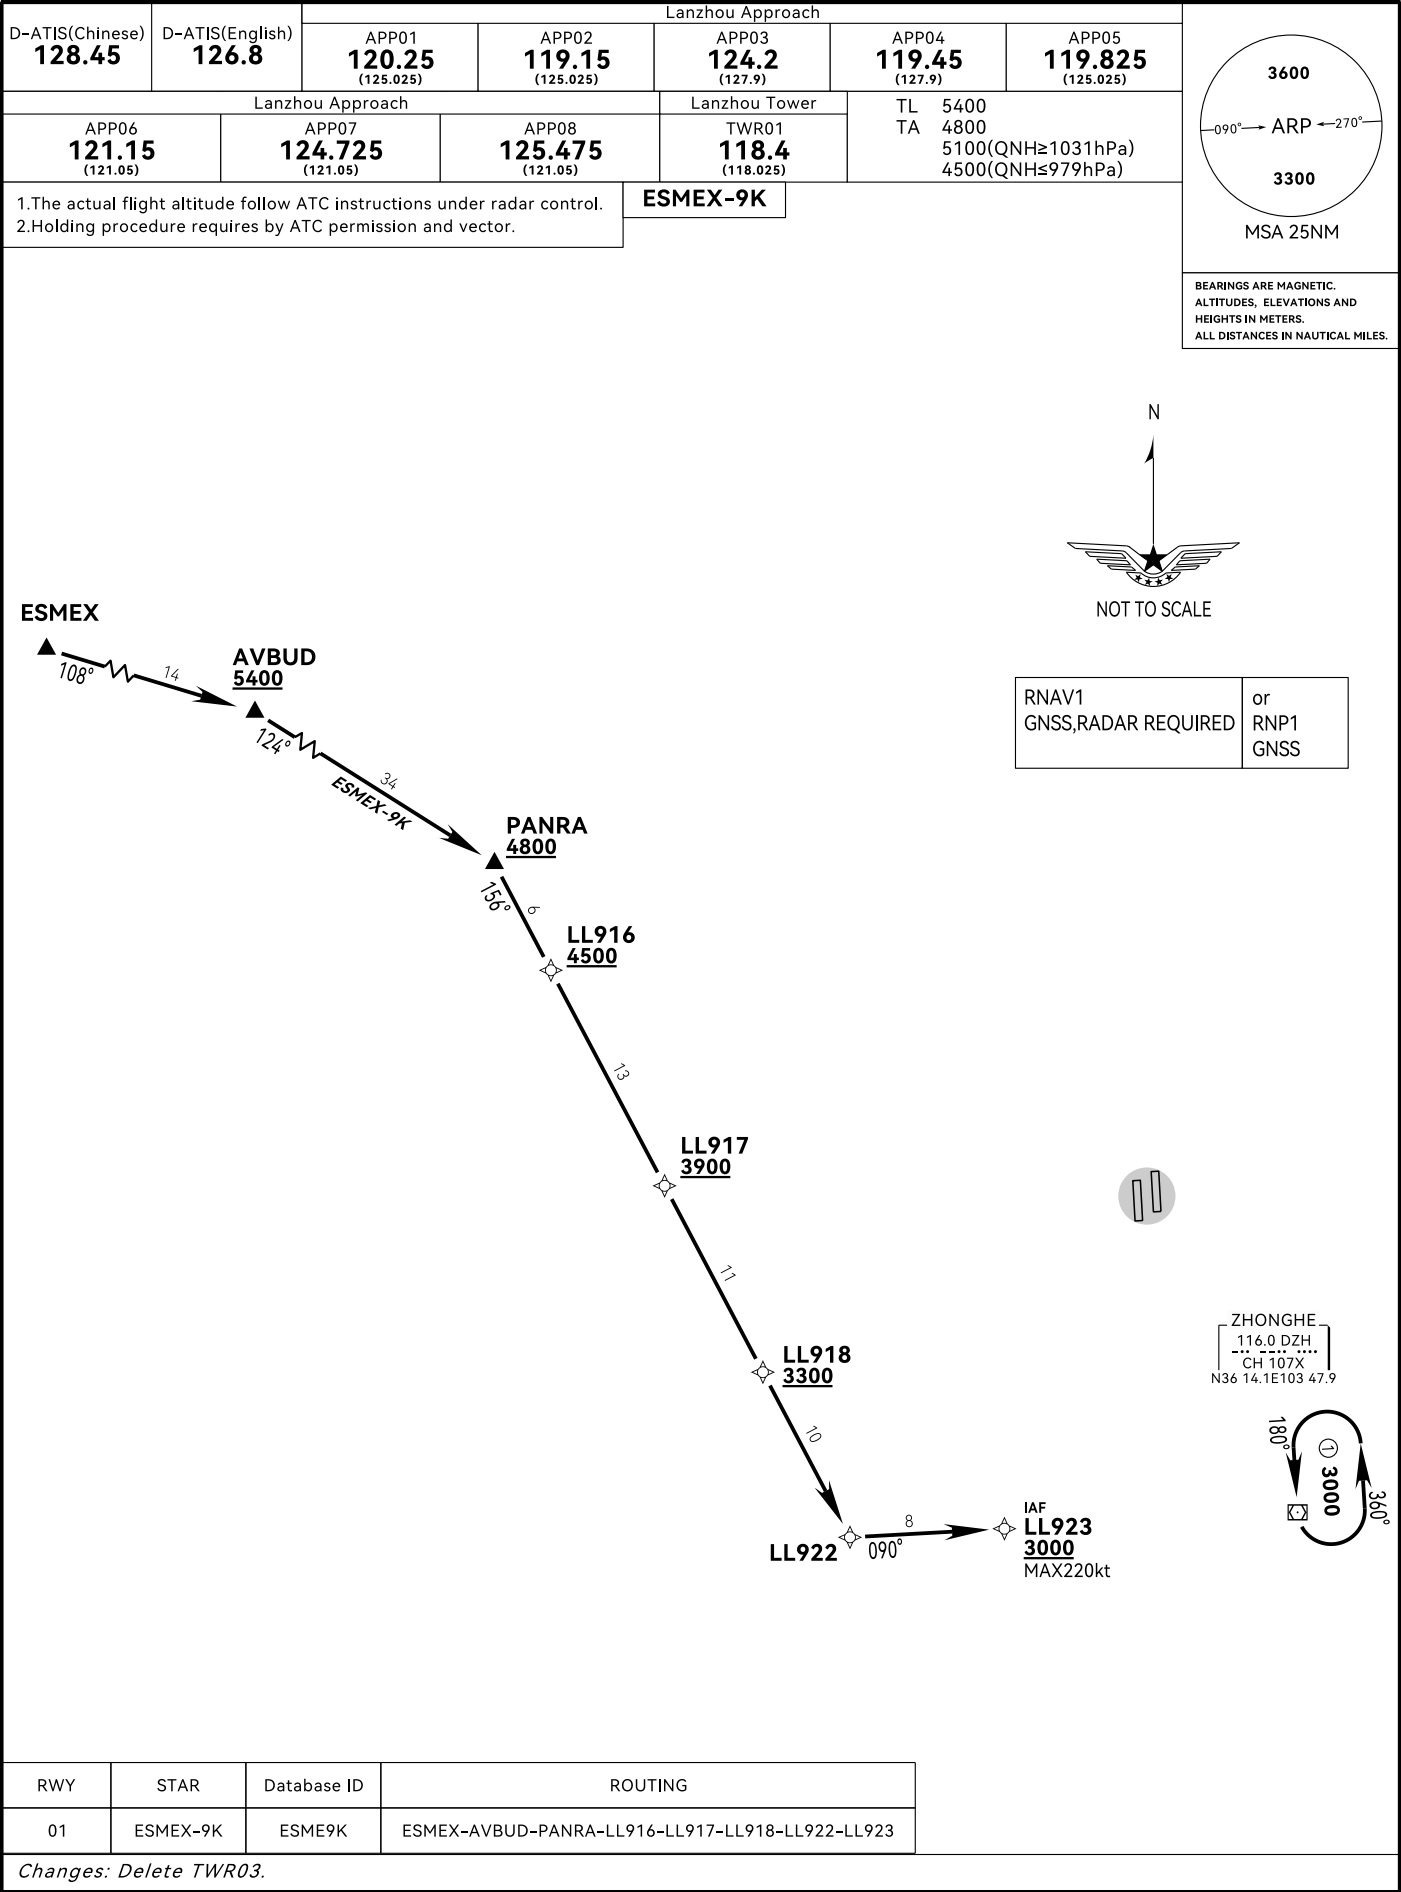 Lanzhou Approach
D-ATIS(Chinese)
128.45
D-ATIS(English)
126.8
APP01
120.25
(125.025)
APP02
119.15
(125.025)
APP03
124.2
(127.9)
APP04
119.45
(127.9)
APP05
119.825
(125.025)
Lanzhou Approach
APP06
121.15
(121.05)
APP07
124.725
(121.05)
APP08
125.475
(121.05)
Lanzhou Tower
TWR01
118.4
(118.025)
TL 5400
TA 4800
5100(QNH≥1031hPa)
4500(QNH≤979hPa)
3600
090° ARP 270°
3300
MSA 25NM
1.The actual flight altitude follow ATC instructions under radar control.
2.Holding procedure requires by ATC permission and vector.
ESMEX-9K
BEARINGS ARE MAGNETIC.
ALTITUDES, ELEVATIONS AND
HEIGHTS IN METERS.
ALL DISTANCES IN NAUTICAL MILES.
N
NOT TO SCALE
RNAV1
GNSS,RADAR REQUIRED
or
RNP1
GNSS
ESMEX
108°
14
AVBUD
5400
124°
34
ESMEX-9K
PANRA
4800
156°
6
LL916
4500
13
LL917
3900
11
LL918
3300
10
LL922
090°
8
IAF
LL923
3000
MAX220kt
ZHONGHE
116.0 DZH
CH 107X
N36 14.1E103 47.9
180°
① 3000
360°
RWY STAR Database ID ROUTING
01 ESMEX-9K ESME9K ESMEX-AVBUD-PANRA-LL916-LL917-LL918-LL922-LL923
Changes: Delete TWR03.